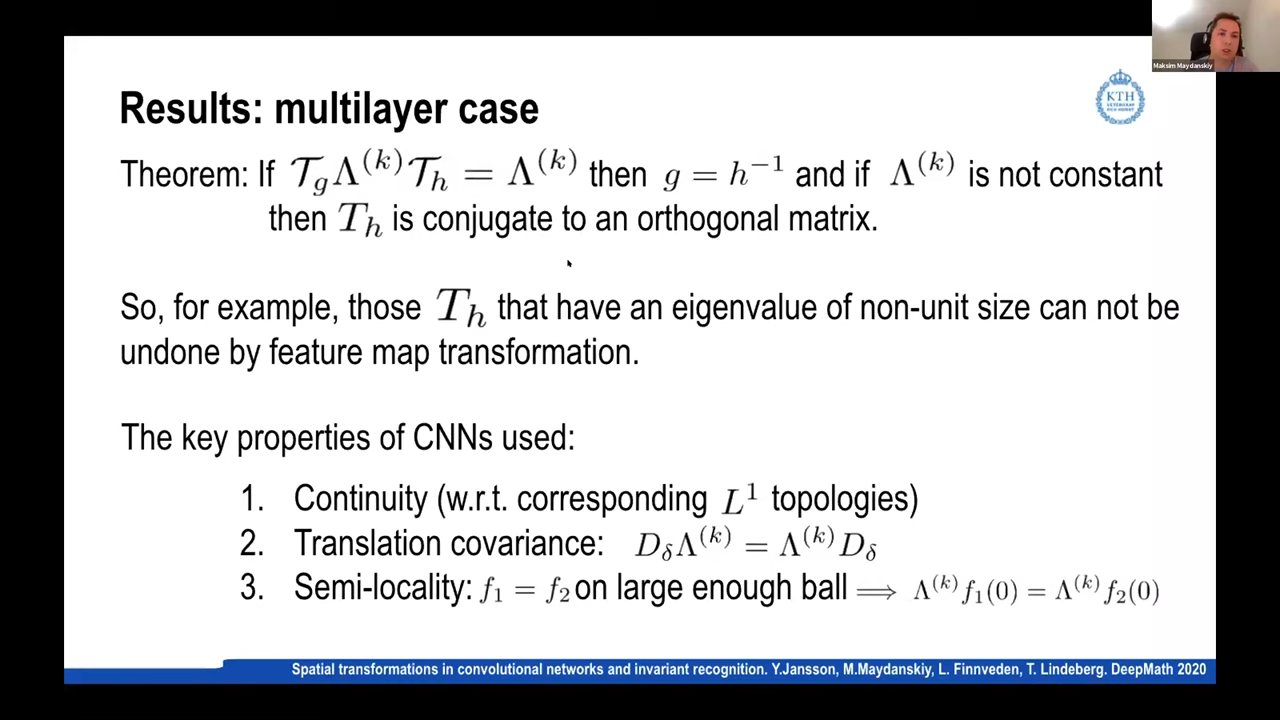 Maksim Maydanskiy
KTH
Results: multilayer case
Theorem: If 𝒯_g Λ^(k) 𝒯_h = Λ^(k) then g = h^−1 and if Λ^(k) is not constant
then T_h is conjugate to an orthogonal matrix.
So, for example, those T_h that have an eigenvalue of non-unit size can not be
undone by feature map transformation.
The key properties of CNNs used:
1. Continuity (w.r.t. corresponding L^1 topologies)
2. Translation covariance: D_δ Λ^(k) = Λ^(k) D_δ
3. Semi-locality: f_1 = f_2 on large enough ball ⟹ Λ^(k) f_1(0) = Λ^(k) f_2(0)
Spatial transformations in convolutional networks and invariant recognition. Y.Jansson, M.Maydanskiy, L. Finnveden, T. Lindeberg. DeepMath 2020